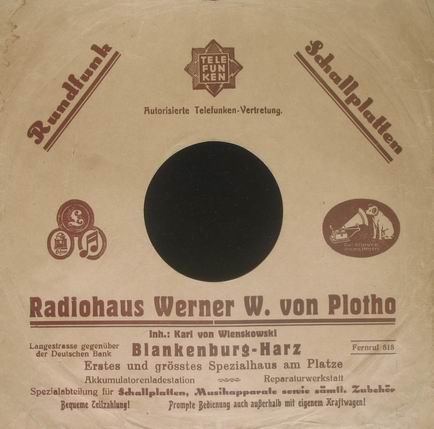 Rundfunk
TELE
FUN
KEN
Schallplatten
Autorisierte Telefunken-Vertretung.
Radiohaus Werner W. von Plotho
Inh.: Karl von Wienskowski
Langestrasse gegenüber
der Deutschen Bank
Blankenburg-Harz
Fernruf 818
Erstes und grösstes Spezialhaus am Platze
Akkumulatorenladestation
Reparaturwerkstatt
Spezialabteilung für Schallplatten, Musikapparate sowie sämtl. Zubehör
Bequeme Teilzahlung!
Prompte Bedienung auch außerhalb mit eigenem Kraftwagen!